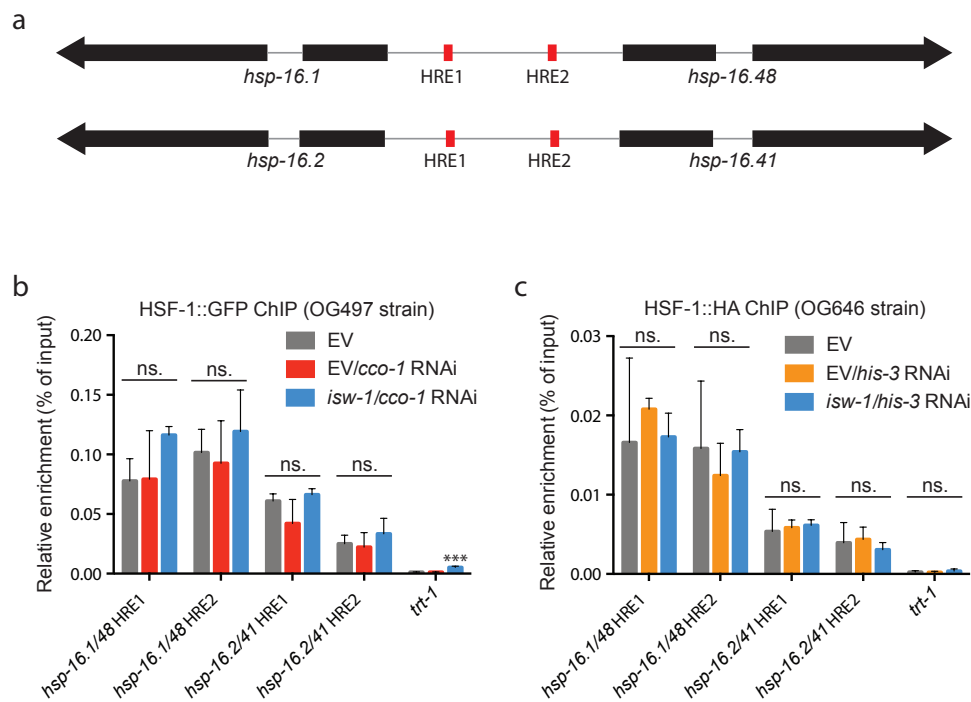 a
hsp-16.1
HRE1
HRE2
hsp-16.48
hsp-16.2
HRE1
HRE2
hsp-16.41
b
HSF-1::GFP ChIP (OG497 strain)
Relative enrichment (% of input)
0.20
0.15
0.10
0.05
0.00
EV
EV/cco-1 RNAi
isw-1/cco-1 RNAi
ns.
ns.
ns.
ns.
***
hsp-16.1/48 HRE1
hsp-16.1/48 HRE2
hsp-16.2/41 HRE1
hsp-16.2/41 HRE2
trt-1
c
HSF-1::HA ChIP (OG646 strain)
Relative enrichment (% of input)
0.03
0.02
0.01
0.00
EV
EV/his-3 RNAi
isw-1/his-3 RNAi
ns.
ns.
ns.
ns.
ns.
hsp-16.1/48 HRE1
hsp-16.1/48 HRE2
hsp-16.2/41 HRE1
hsp-16.2/41 HRE2
trt-1